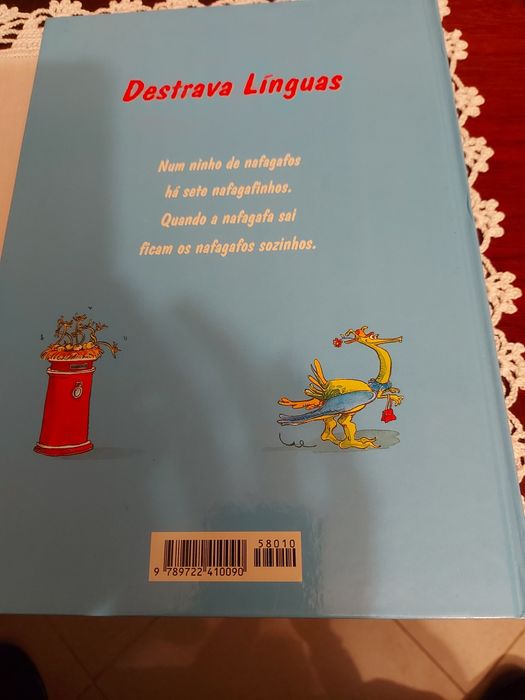 Destrava Línguas
Num ninho de nafagafos
há sete nafagafinhos.
Quando a nafagafa sai
ficam os nafagafos sozinhos.
58010
9 789722 410090